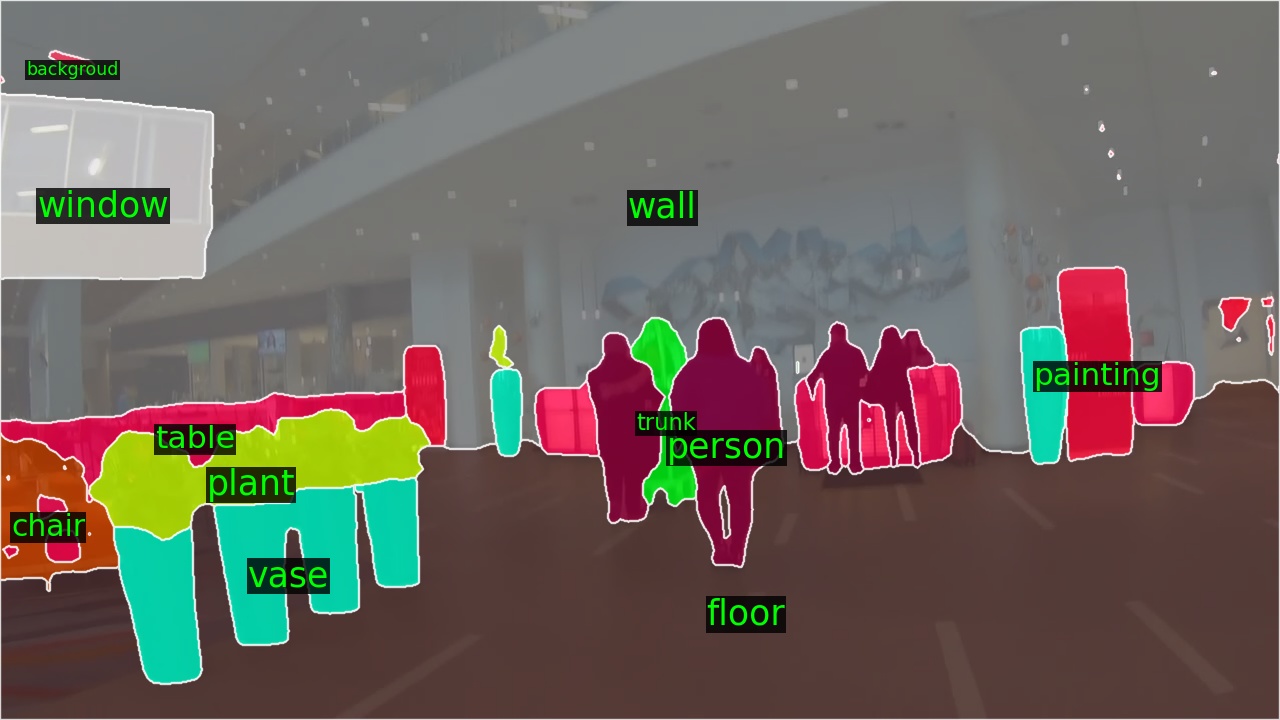 backgroud
window
wall
painting
trunk
table
person
plant
chair
vase
floor